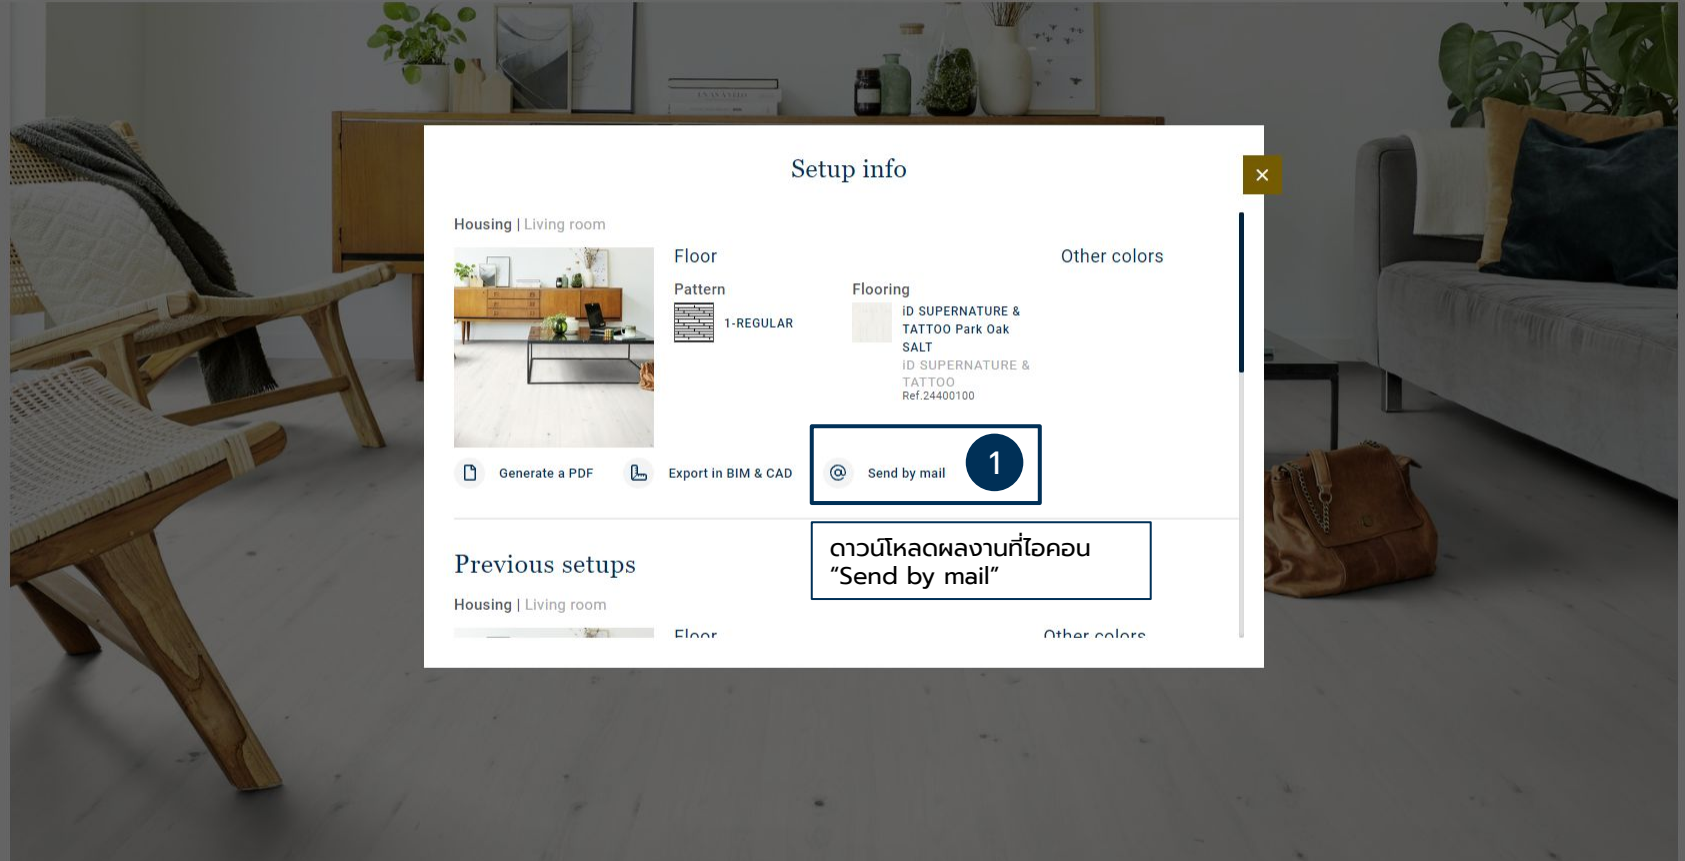 Setup info
×
Housing | Living room
Floor
Other colors
Pattern
Flooring
1-REGULAR
iD SUPERNATURE &
TATTOO Park Oak
SALT
iD SUPERNATURE &
TATTOO
Ref.24400100
Generate a PDF
Export in BIM & CAD
Send by mail
1
ดาวน์โหลดผลงานที่ไอคอน
“Send by mail”
Previous setups
Housing | Living room
Floor
Other colors